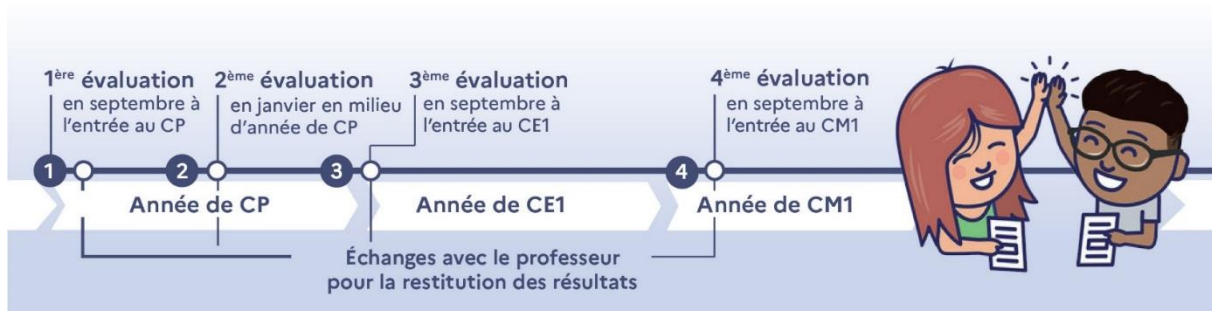 1ère évaluation
en septembre à
l'entrée au CP
2ème évaluation
en janvier en milieu
d'année de CP
3ème évaluation
en septembre à
l'entrée au CE1
4ème évaluation
en septembre à
l'entrée au CM1
1
2
3
4
Année de CP
Année de CE1
Année de CM1
Échanges avec le professeur
pour la restitution des résultats